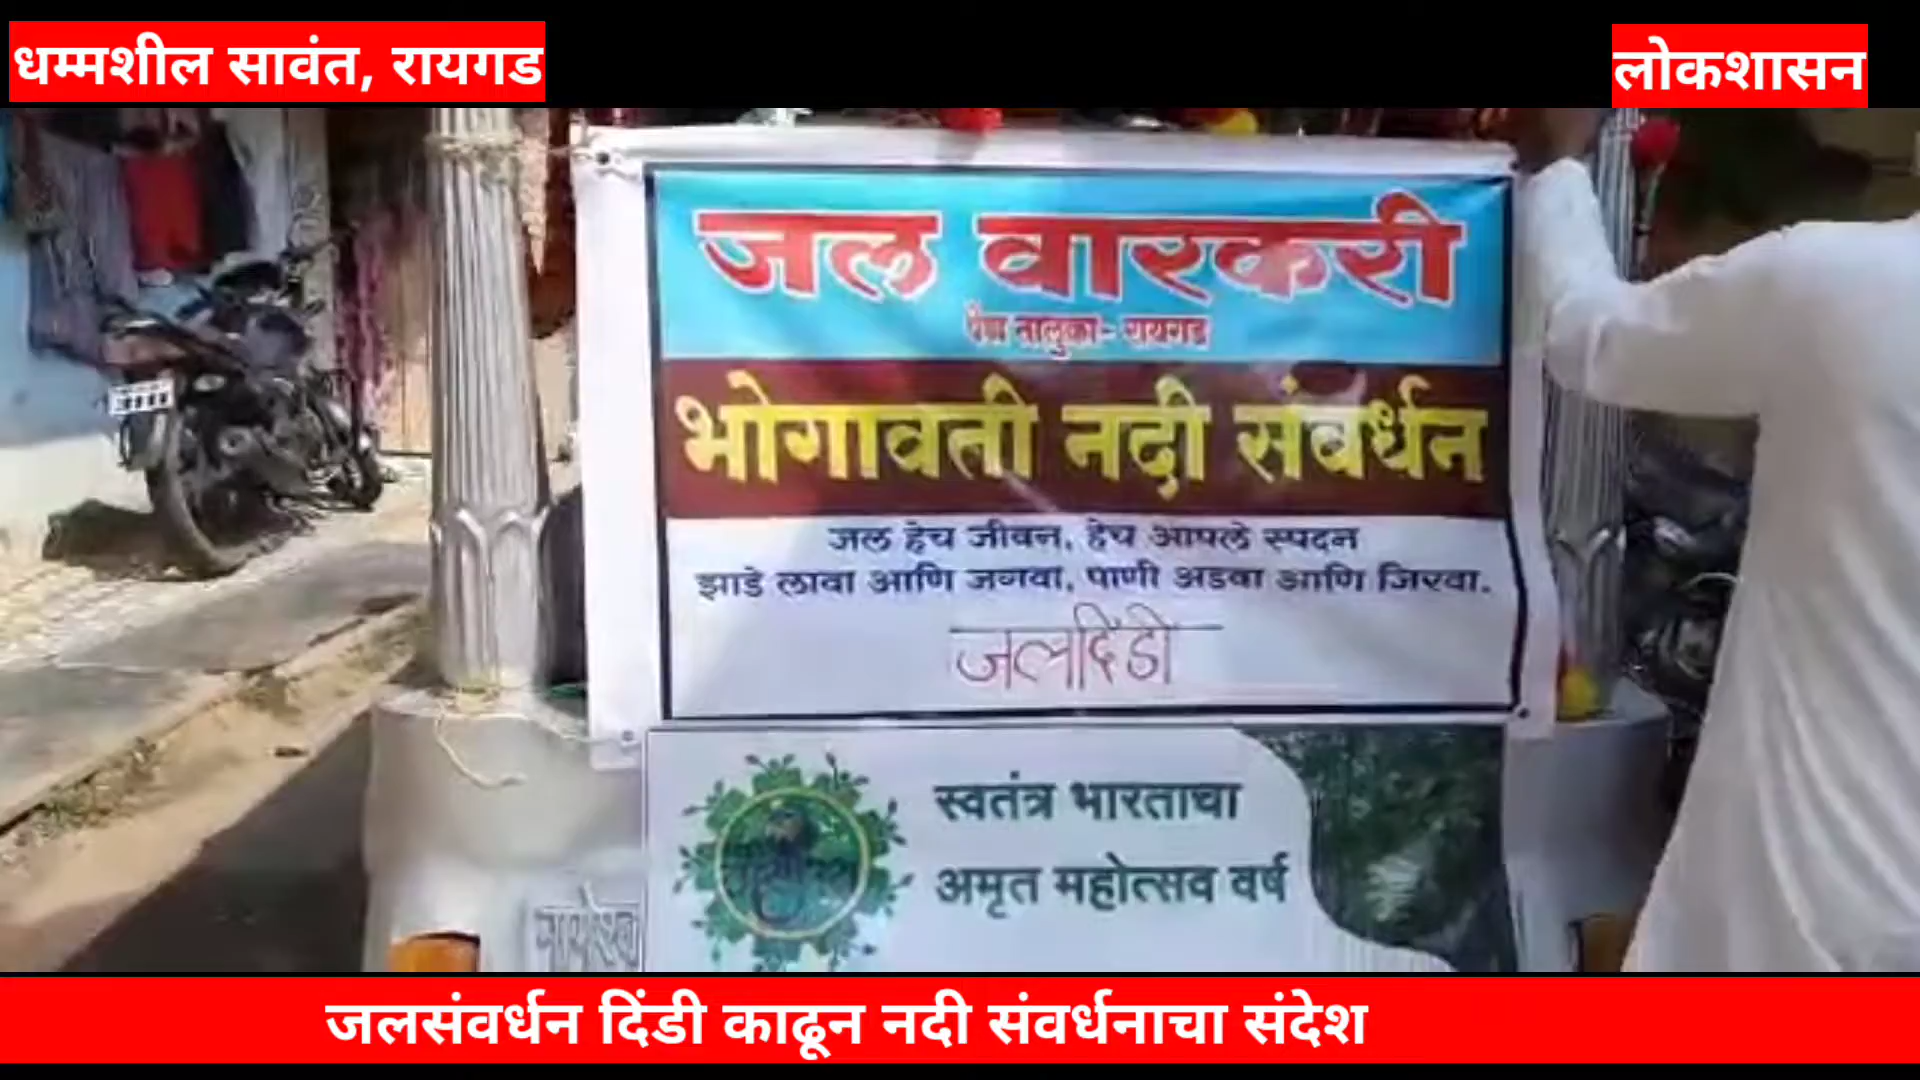 धम्मशील सावंत, रायगड
लोकशासन
जल वारकरी
पेण तालुका- रायगड
भोगावती नदी संवर्धन
जल हेच जीवन, हेच आपले स्पदन
झाडे लावा आणि जगवा, पाणी अडवा आणि जिरवा.
जलदिंडी
स्वतंत्र भारताचा
अमृत महोत्सव वर्ष
जलसंवर्धन दिंडी काढून नदी संवर्धनाचा संदेश